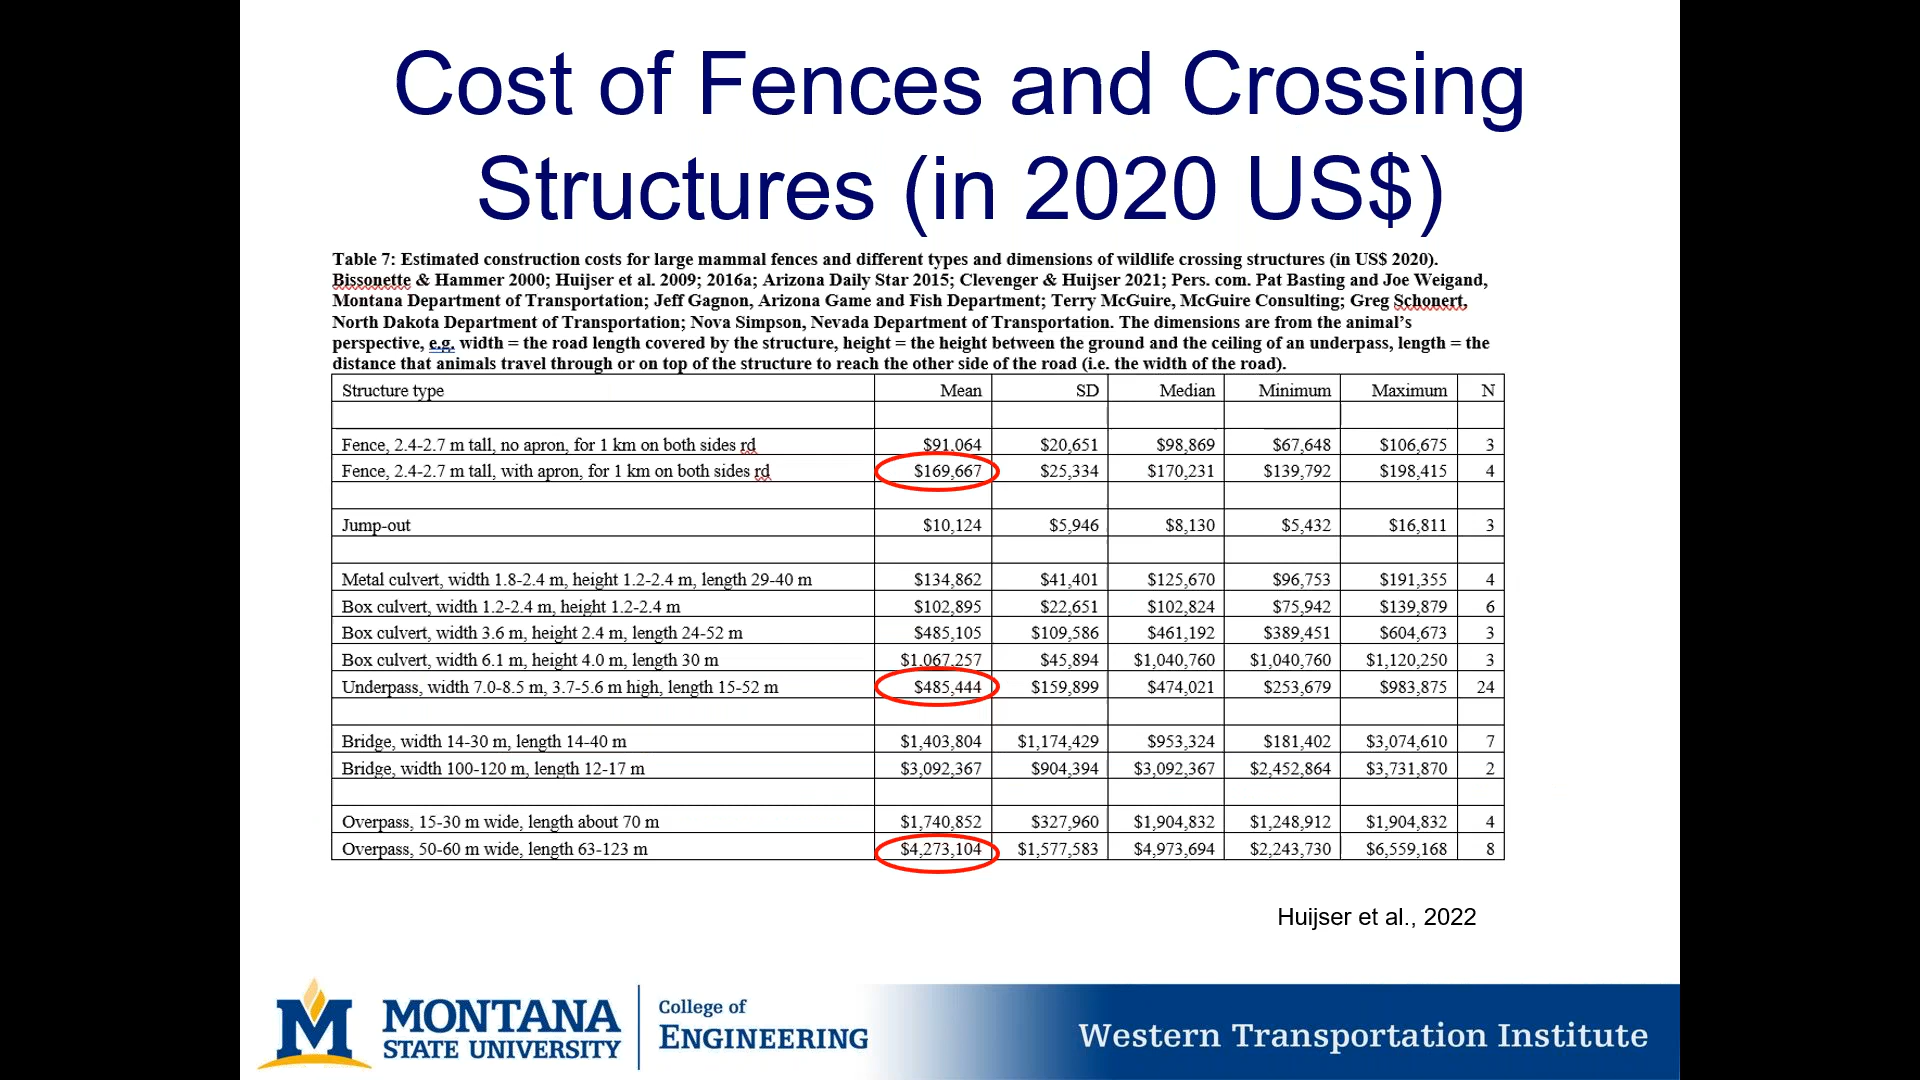 Cost of Fences and Crossing
Structures (in 2020 US$)
Table 7: Estimated construction costs for large mammal fences and different types and dimensions of wildlife crossing structures (in US$ 2020).
Bissonette & Hammer 2000; Huijser et al. 2009; 2016a; Arizona Daily Star 2015; Clevenger & Huijser 2021; Pers. com. Pat Basting and Joe Weigand,
Montana Department of Transportation; Jeff Gagnon, Arizona Game and Fish Department; Terry McGuire, McGuire Consulting; Greg Schonert,
North Dakota Department of Transportation; Nova Simpson, Nevada Department of Transportation. The dimensions are from the animal's
perspective, e.g. width = the road length covered by the structure, height = the height between the ground and the ceiling of an underpass, length = the
distance that animals travel through or on top of the structure to reach the other side of the road (i.e. the width of the road).
Structure type Mean SD Median Minimum Maximum N
Fence, 2.4-2.7 m tall, no apron, for 1 km on both sides rd $91,064 $20,651 $98,869 $67,648 $106,675 3
Fence, 2.4-2.7 m tall, with apron, for 1 km on both sides rd $169,667 $25,334 $170,231 $139,792 $198,415 4
Jump-out $10,124 $5,946 $8,130 $5,432 $16,811 3
Metal culvert, width 1.8-2.4 m, height 1.2-2.4 m, length 29-40 m $134,862 $41,401 $125,670 $96,753 $191,355 4
Box culvert, width 1.2-2.4 m, height 1.2-2.4 m $102,895 $22,651 $102,824 $75,942 $139,879 6
Box culvert, width 3.6 m, height 2.4 m, length 24-52 m $485,105 $109,586 $461,192 $389,451 $604,673 3
Box culvert, width 6.1 m, height 4.0 m, length 30 m $1,067,257 $45,894 $1,040,760 $1,040,760 $1,120,250 3
Underpass, width 7.0-8.5 m, 3.7-5.6 m high, length 15-52 m $485,444 $159,899 $474,021 $253,679 $983,875 24
Bridge, width 14-30 m, length 14-40 m $1,403,804 $1,174,429 $953,324 $181,402 $3,074,610 7
Bridge, width 100-120 m, length 12-17 m $3,092,367 $904,394 $3,092,367 $2,452,864 $3,731,870 2
Overpass, 15-30 m wide, length about 70 m $1,740,852 $327,960 $1,904,832 $1,248,912 $1,904,832 4
Overpass, 50-60 m wide, length 63-123 m $4,273,104 $1,577,583 $4,973,694 $2,243,730 $6,559,168 8
Huijser et al., 2022
M
MONTANA
STATE UNIVERSITY
College of
ENGINEERING
Western Transportation Institute